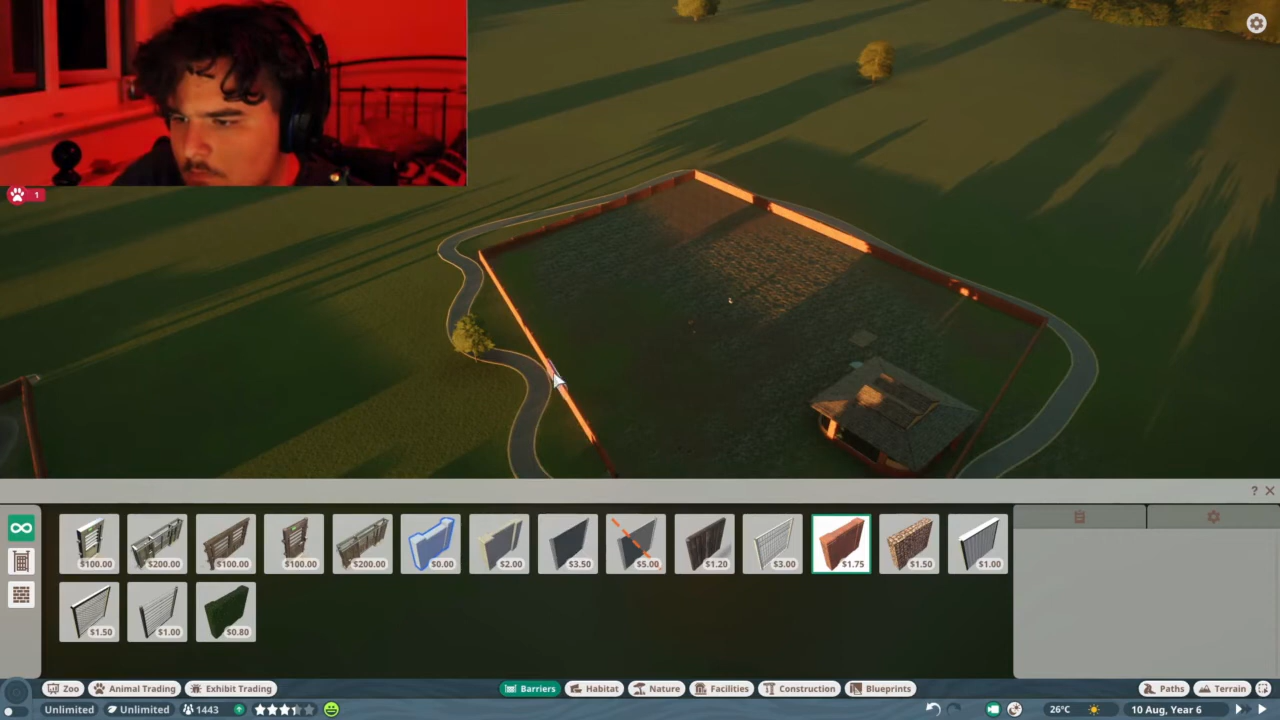 1
?
$100.00 $200.00 $100.00 $100.00 $200.00 $0.00 $2.00 $3.50 $5.00 $1.20 $3.00 $1.75 $1.50 $1.00
$1.50 $1.00 $0.80
Zoo Animal Trading Exhibit Trading Barriers Habitat Nature Facilities Construction Blueprints Paths Terrain
Unlimited Unlimited 1443 26°C 10 Aug, Year 6